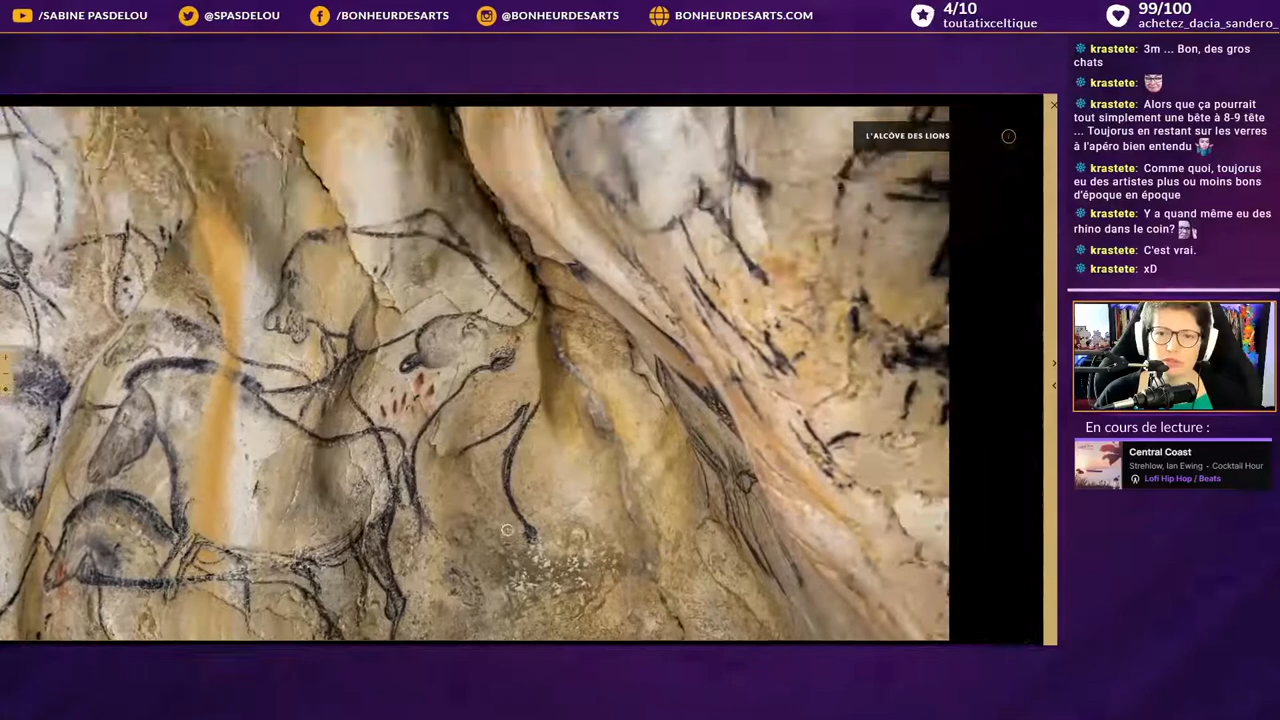 /SABINE PASDELOU
@SPASDELOU
/BONHEURDESARTS
@BONHEURDESARTS
BONHEURDESARTS.COM
4/10
toutatixceltique
99/100
achetez_dacia_sandero_
L'ALCÔVE DES LIONS
krastete: 3m ... Bon, des gros
chats
krastete:
krastete: Alors que ça pourrait
tout simplement une bête à 8-9 tête
... Toujorus en restant sur les verres
à l'apéro bien entendu
krastete: Comme quoi, toujorus
eu des artistes plus ou moins bons
d'époque en époque
krastete: Y a quand même eu des
rhino dans le coin?
krastete: C'est vrai.
krastete: xD
En cours de lecture :
Central Coast
Strehlow, Ian Ewing • Cocktail Hour
Lofi Hip Hop / Beats